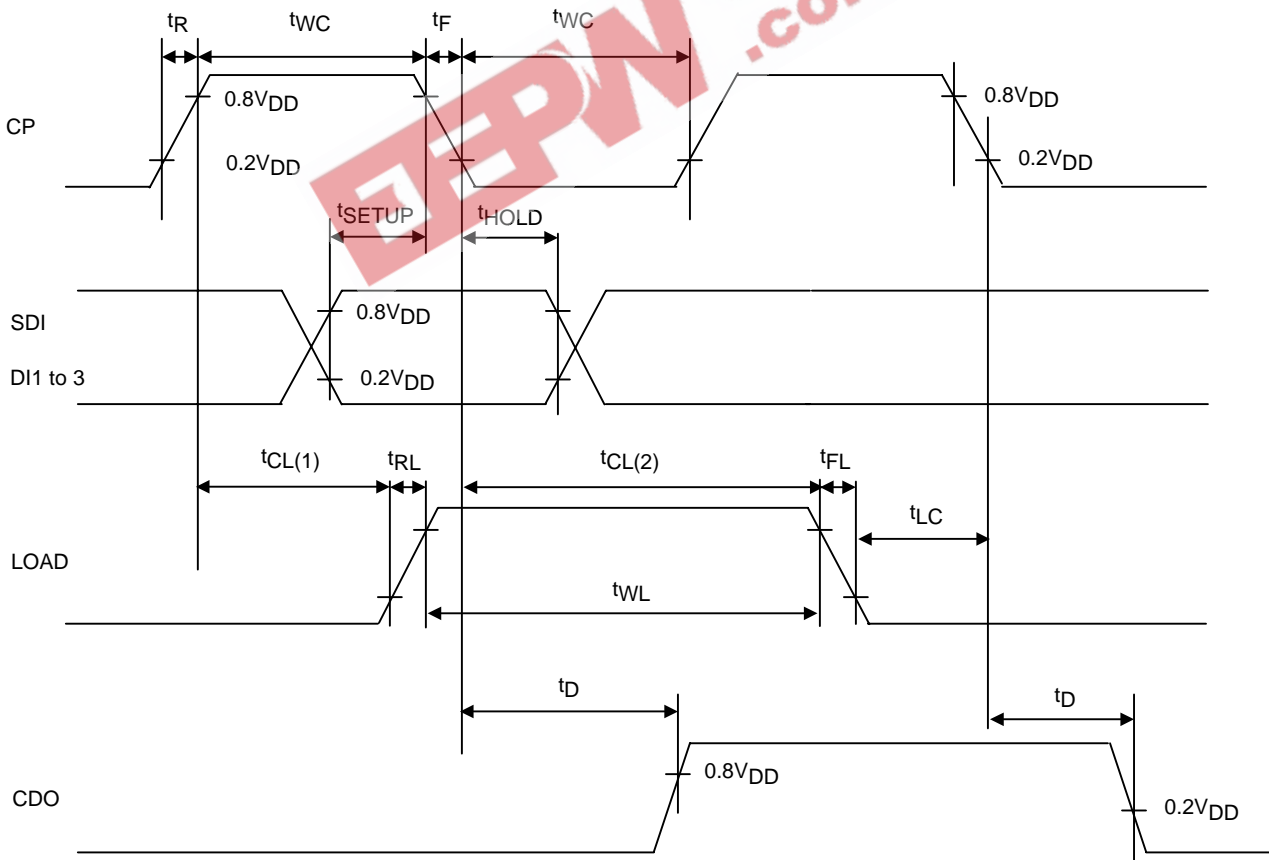 tR tWC tF tWC
.com
EEPW
CP
0.8VDD
0.2VDD
0.8VDD
0.2VDD
tSETUP tHOLD
SDI
DI1 to 3
0.8VDD
0.2VDD
tCL(1) tRL tCL(2) tFL
tLC
LOAD
tWL
tD
tD
CDO
0.8VDD
0.2VDD